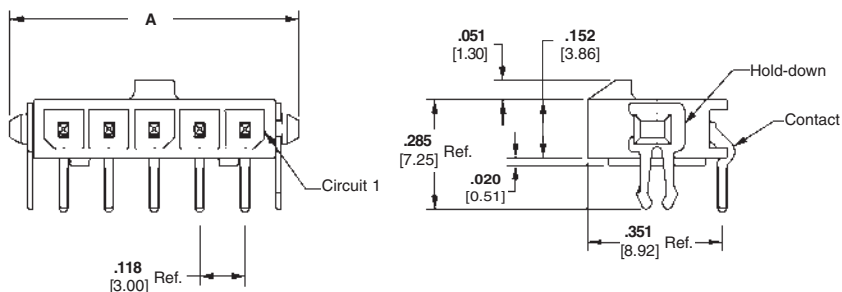 A
.051
[1.30]
.152
[3.86]
Hold-down
Contact
.285
[7.25] Ref.
.020
[0.51]
Circuit 1
.351
[8.92] Ref.
.118
[3.00] Ref.